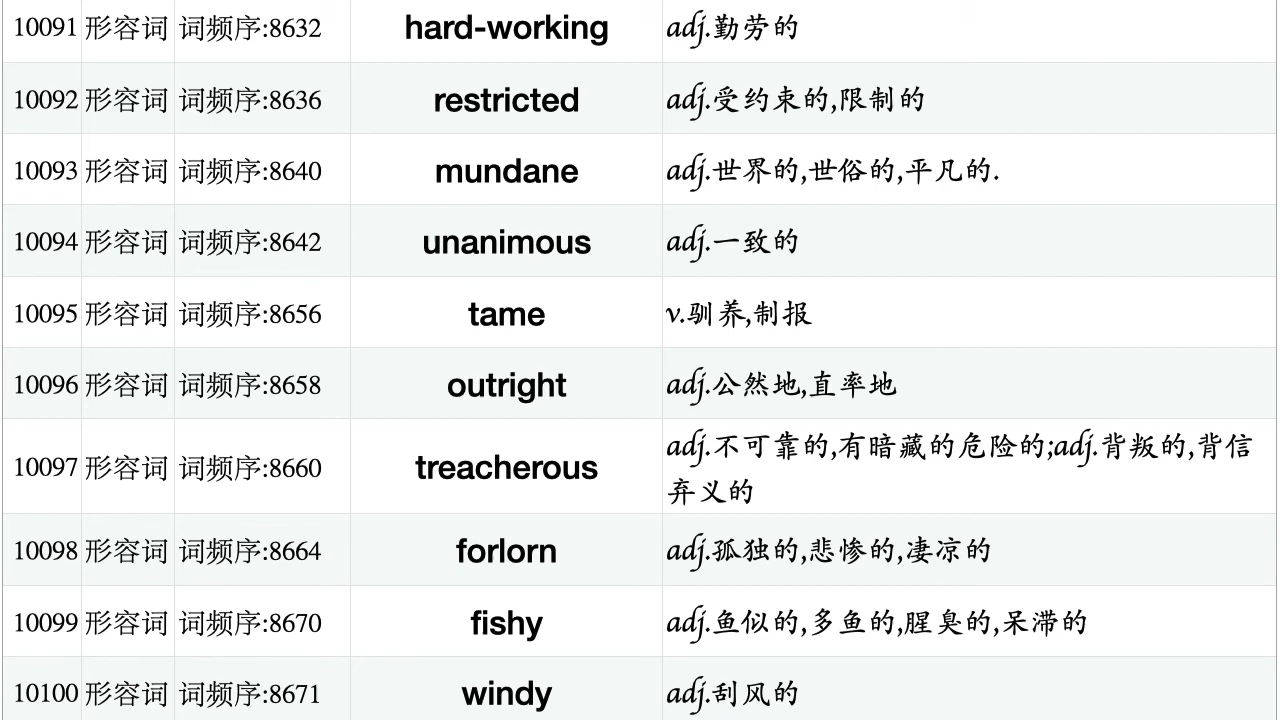 10091 形容词 词频序:8632 hard-working adj.勤劳的
10092 形容词 词频序:8636 restricted adj.受约束的,限制的
10093 形容词 词频序:8640 mundane adj.世界的,世俗的,平凡的.
10094 形容词 词频序:8642 unanimous adj.一致的
10095 形容词 词频序:8656 tame v.驯养,制报
10096 形容词 词频序:8658 outright adj.公然地,直率地
10097 形容词 词频序:8660 treacherous adj.不可靠的,有暗藏的危险的;adj.背叛的,背信
弃义的
10098 形容词 词频序:8664 forlorn adj.孤独的,悲惨的,凄凉的
10099 形容词 词频序:8670 fishy adj.鱼似的,多鱼的,腥臭的,呆滞的
10100 形容词 词频序:8671 windy adj.刮风的